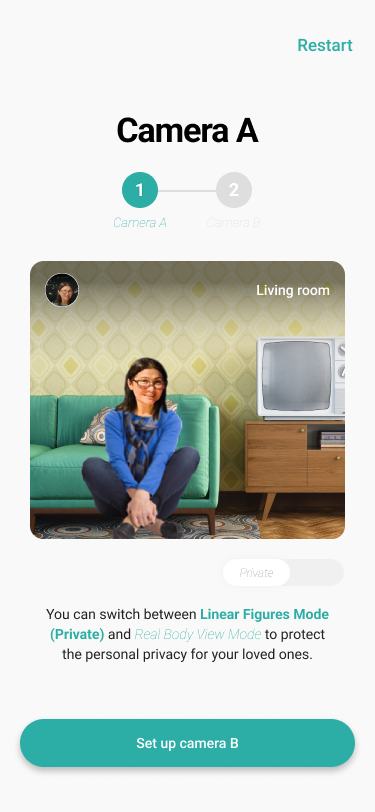 Restart
Camera A
1
2
Camera A
Camera B
Living room
Private
You can switch between Linear Figures Mode
(Private) and Real Body View Mode to protect
the personal privacy for your loved ones.
Set up camera B